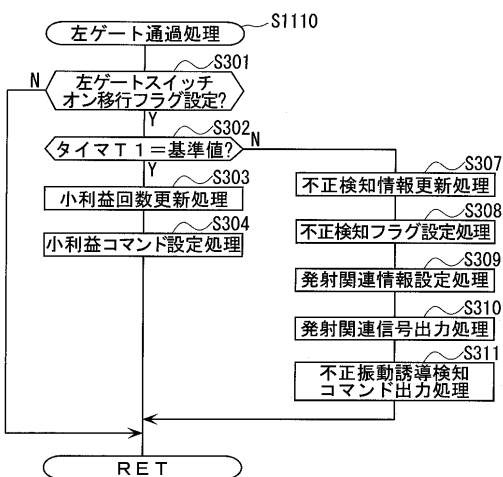 左ゲート通過処理
S1110
S301
N
左ゲートスイッチ
オン移行フラグ設定?
Y
S302
タイマT1=基準値?
N
Y
S303
小利益回数更新処理
S304
小利益コマンド設定処理
S307
不正検知情報更新処理
S308
不正検知フラグ設定処理
S309
発射関連情報設定処理
S310
発射関連信号出力処理
S311
不正振動誘導検知
コマンド出力処理
RET